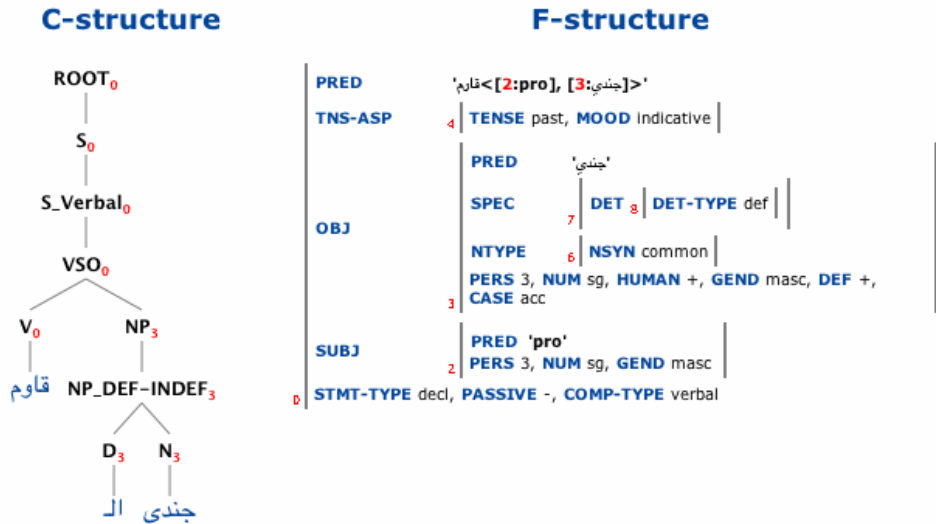 C-structure
F-structure
ROOT0
S0
S_Verbal0
VSO0
V0 NP3
قاوم NP_DEF-INDEF3
D3 N3
الـ جندى
PRED 'قارم<[2:pro], [3:جندي]>'
TNS-ASP 4 TENSE past, MOOD indicative
OBJ
PRED 'جندي'
SPEC 7 DET 8 DET-TYPE def
NTYPE 6 NSYN common
PERS 3, NUM sg, HUMAN +, GEND masc, DEF +,
3 CASE acc
SUBJ
PRED 'pro'
2 PERS 3, NUM sg, GEND masc
0 STMT-TYPE decl, PASSIVE -, COMP-TYPE verbal